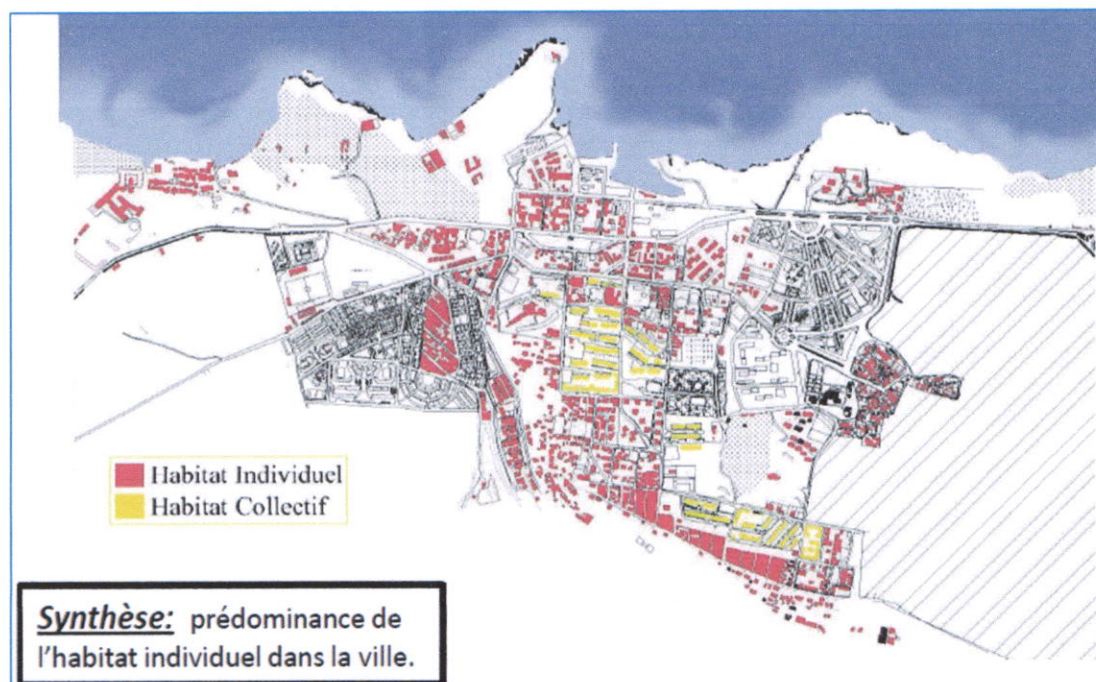 Habitat Individuel
Habitat Collectif
Synthèse: prédominance de
l'habitat individuel dans la ville.